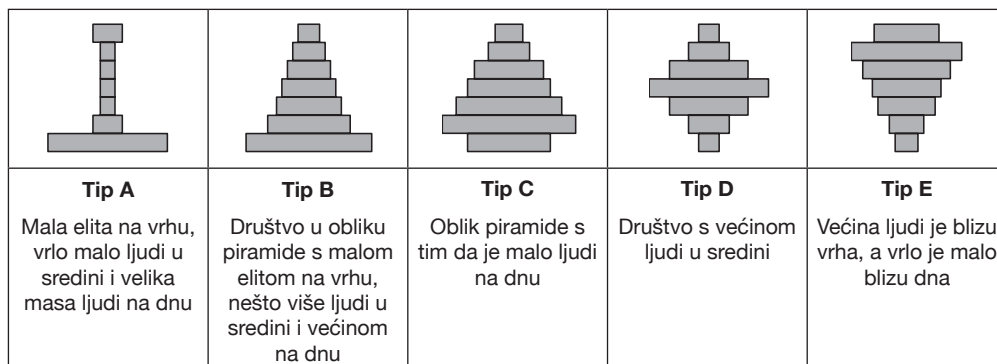 Tip A
Mala elita na vrhu,
vrlo malo ljudi u
sredini i velika
masa ljudi na dnu
Tip B
Društvo u obliku
piramide s malom
elitom na vrhu,
nešto više ljudi u
sredini i većinom
na dnu
Tip C
Oblik piramide s
tim da je malo ljudi
na dnu
Tip D
Društvo s većinom
ljudi u sredini
Tip E
Većina ljudi je blizu
vrha, a vrlo je malo
blizu dna